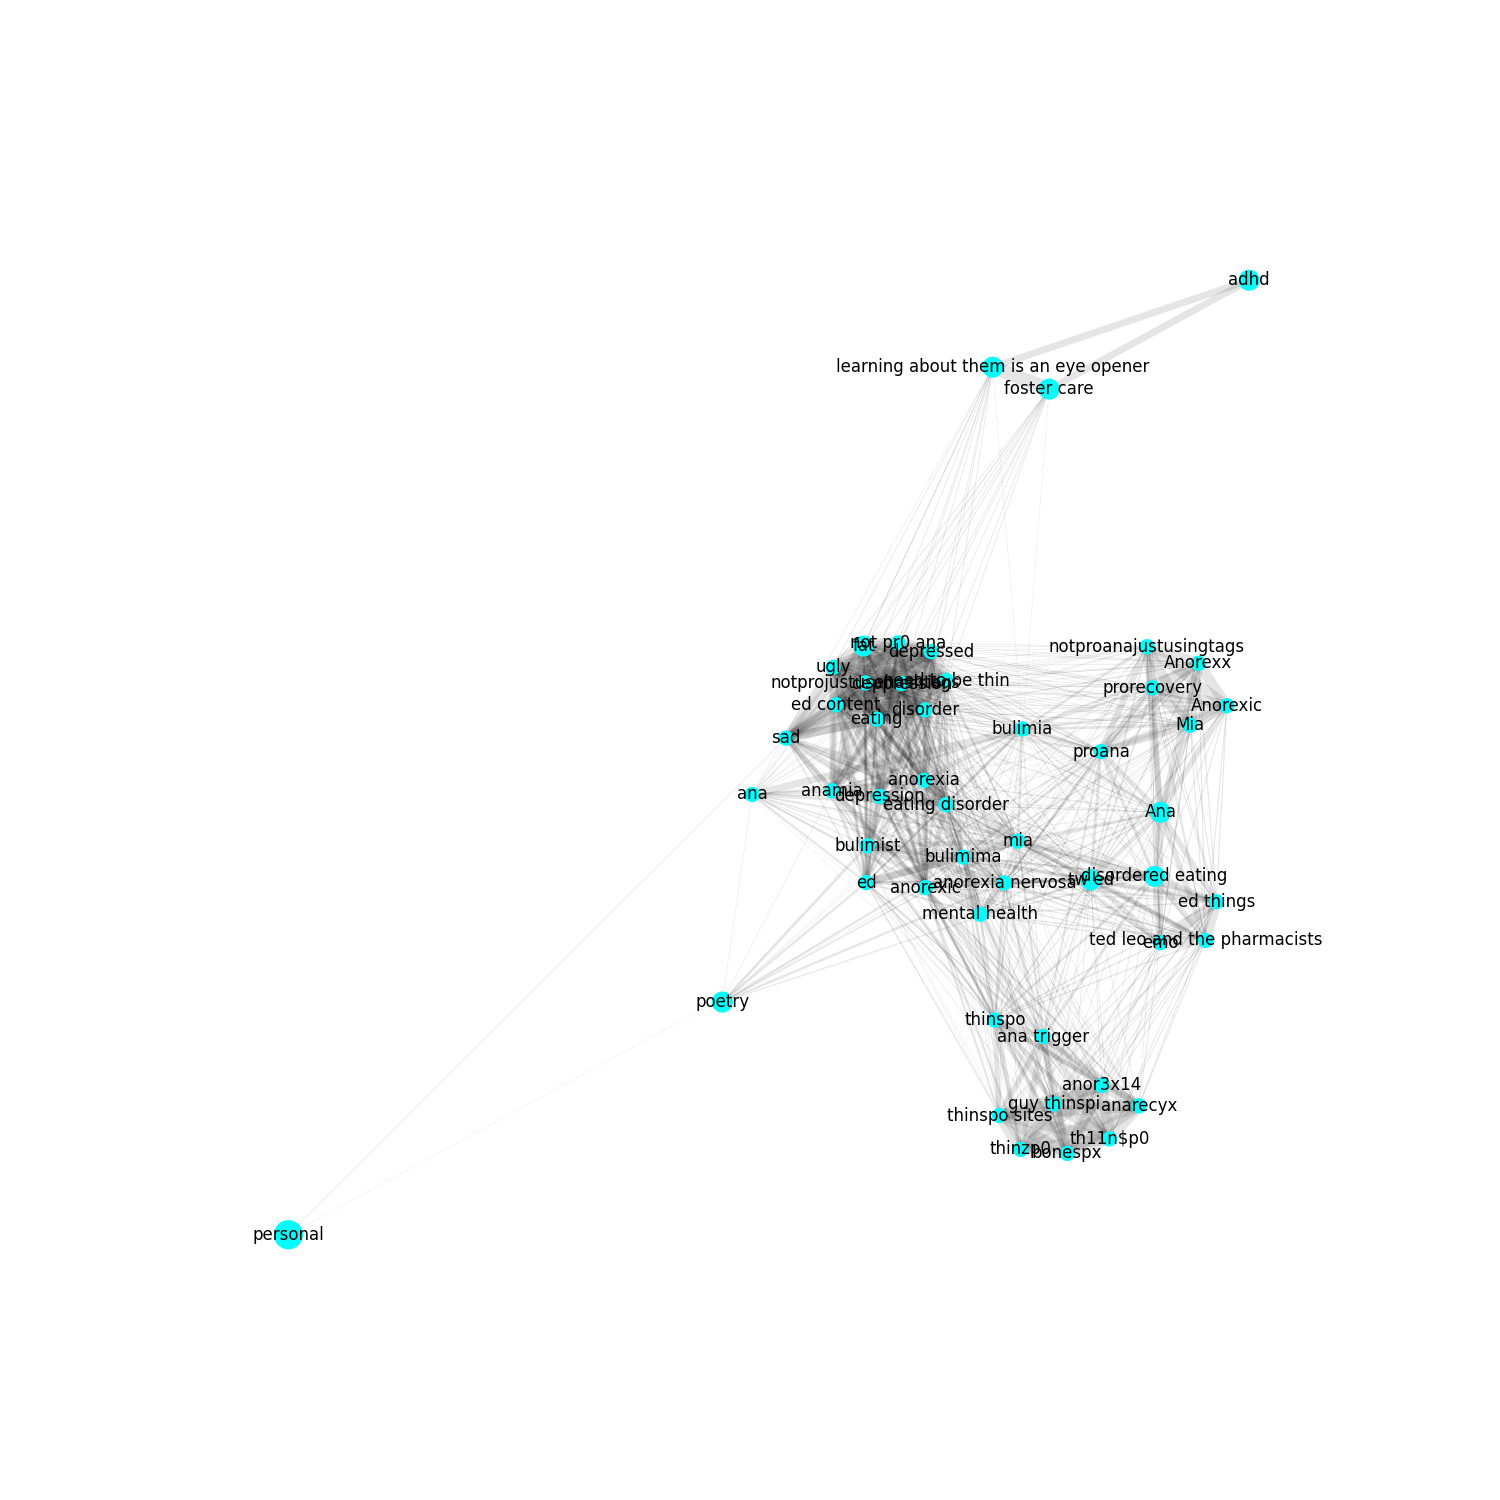 adhd
learning about them is an eye opener
foster care
not pr0 ana
fat
depressed
notproanajustusingtags
Anorexx
ugly
need to be thin
prorecovery
ed content
disorder
Anorexic
eating
Mia
bulimia
sad
proana
anorexia
anamia
ana
depression
eating disorder
Ana
mia
bulimist
bulimima
disordered eating
tw ed
ed
anorexic
anorexia nervosa
ed things
mental health
ted leo and the pharmacists
emo
poetry
thinspo
ana trigger
anor3x14
guy thinspi
anarecyx
thinspo sites
th11n$p0
thinzp0
bonespx
personal